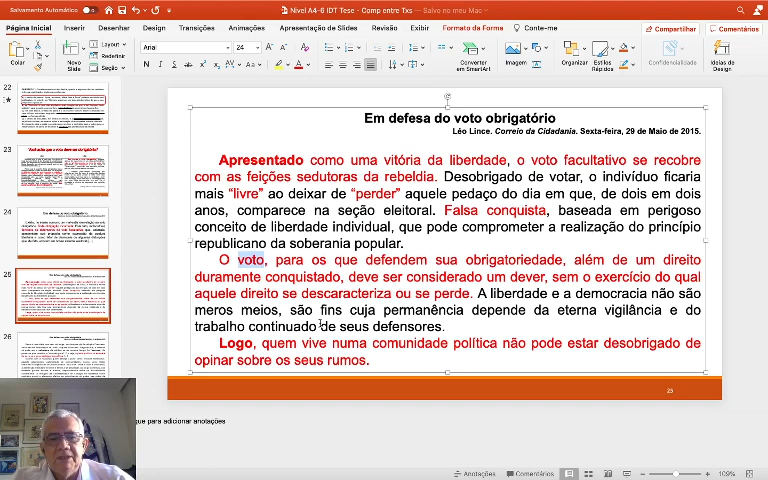 Salvamento Automático
Nível A4-6 IDT Tese - Comp entre Txs — Salvo no meu Mac
Página Inicial Inserir Desenhar Design Transições Animações Apresentação de Slides Revisão Exibir Formato da Forma Conte-me Compartilhar Comentários
Colar Novo Slide Layout Redefinir Seção Arial 24 Converter em SmartArt Imagem Organizar Estilos Rápidos Confidencialidade Ideias de Design
N I S
22
23
24
25
26
Em defesa do voto obrigatório
Léo Lince. Correio da Cidadania. Sexta-feira, 29 de Maio de 2015.
Apresentado como uma vitória da liberdade, o voto facultativo se recobre
com as feições sedutoras da rebeldia. Desobrigado de votar, o indivíduo ficaria
mais “livre” ao deixar de “perder” aquele pedaço do dia em que, de dois em dois
anos, comparece na seção eleitoral. Falsa conquista, baseada em perigoso
conceito de liberdade individual, que pode comprometer a realização do princípio
republicano da soberania popular.
O voto, para os que defendem sua obrigatoriedade, além de um direito
duramente conquistado, deve ser considerado um dever, sem o exercício do qual
aquele direito se descaracteriza ou se perde. A liberdade e a democracia não são
meros meios, são fins cuja permanência depende da eterna vigilância e do
trabalho continuado de seus defensores.
Logo, quem vive numa comunidade política não pode estar desobrigado de
opinar sobre os seus rumos.
25
que para adicionar anotações
Anotações Comentários 109%